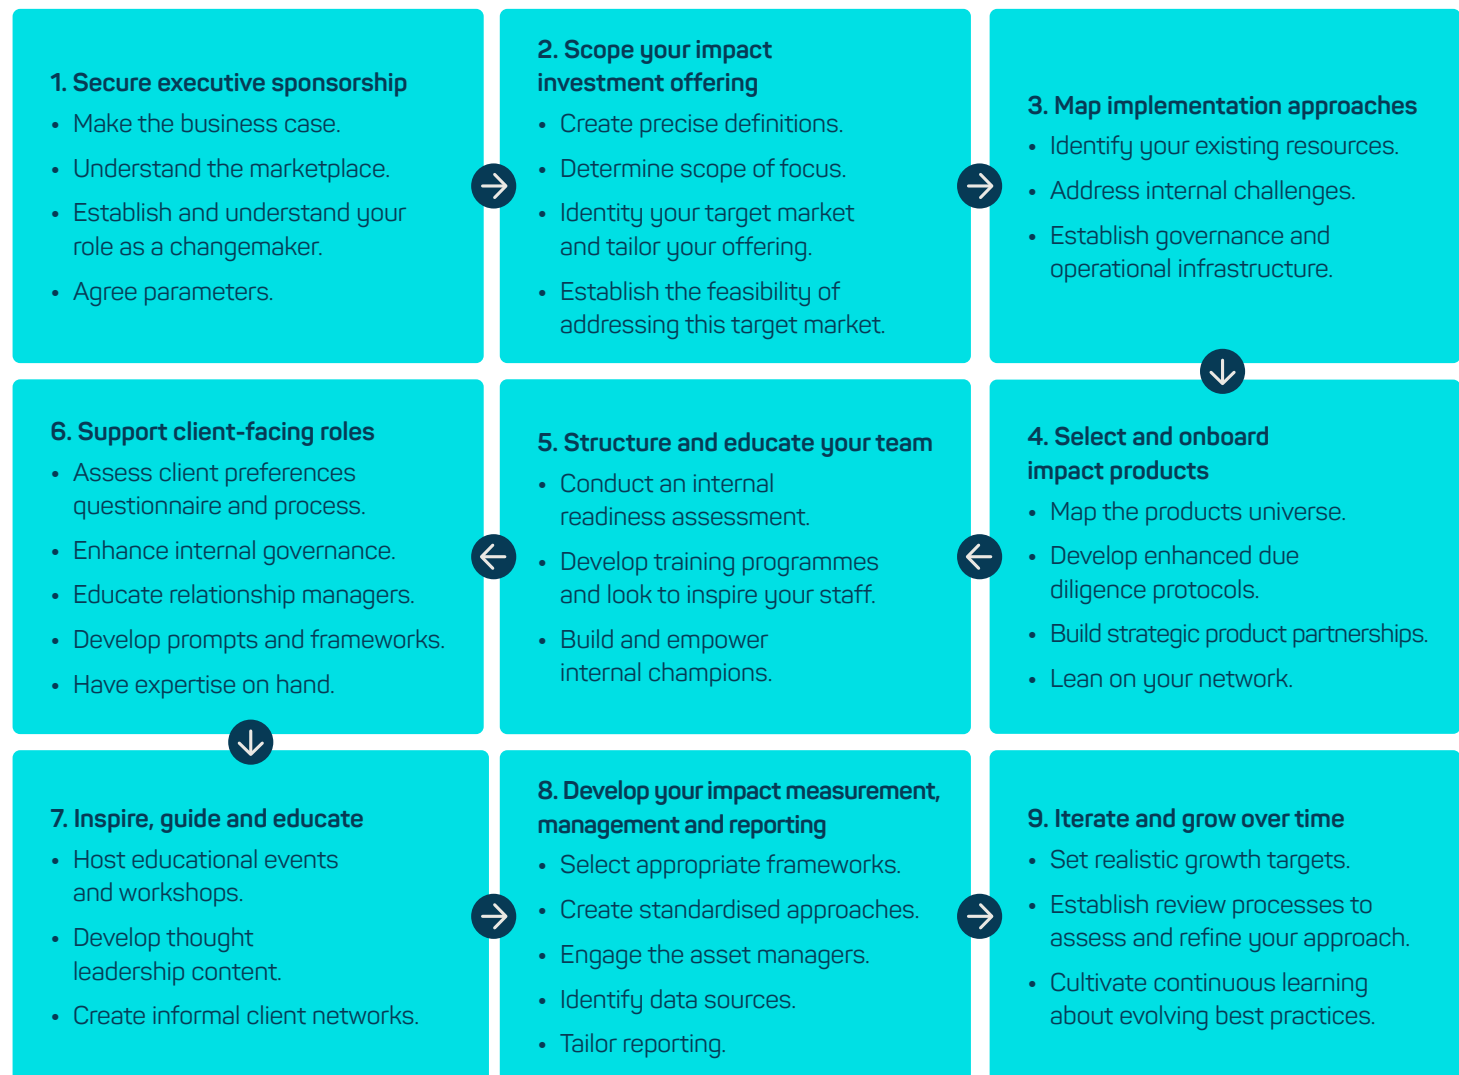 1. Secure executive sponsorship
• Make the business case.
• Understand the marketplace.
• Establish and understand your
role as a changemaker.
• Agree parameters.
2. Scope your impact
investment offering
• Create precise definitions.
• Determine scope of focus.
• Identity your target market
and tailor your offering.
• Establish the feasibility of
addressing this target market.
3. Map implementation approaches
• Identify your existing resources.
• Address internal challenges.
• Establish governance and
operational infrastructure.
4. Select and onboard
impact products
• Map the products universe.
• Develop enhanced due
diligence protocols.
• Build strategic product partnerships.
• Lean on your network.
5. Structure and educate your team
• Conduct an internal
readiness assessment.
• Develop training programmes
and look to inspire your staff.
• Build and empower
internal champions.
6. Support client-facing roles
• Assess client preferences
questionnaire and process.
• Enhance internal governance.
• Educate relationship managers.
• Develop prompts and frameworks.
• Have expertise on hand.
7. Inspire, guide and educate
• Host educational events
and workshops.
• Develop thought
leadership content.
• Create informal client networks.
8. Develop your impact measurement,
management and reporting
• Select appropriate frameworks.
• Create standardised approaches.
• Engage the asset managers.
• Identify data sources.
• Tailor reporting.
9. Iterate and grow over time
• Set realistic growth targets.
• Establish review processes to
assess and refine your approach.
• Cultivate continuous learning
about evolving best practices.